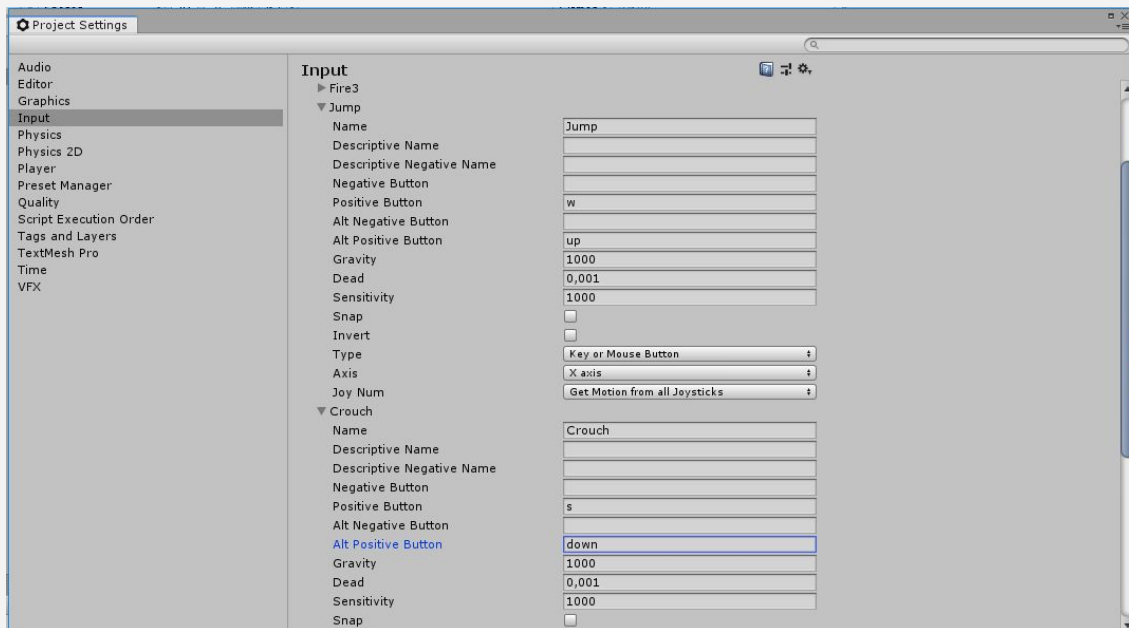 Project Settings
Audio
Editor
Graphics
Input
Physics
Physics 2D
Player
Preset Manager
Quality
Script Execution Order
Tags and Layers
TextMesh Pro
Time
VFX
Input
Fire3
Jump
Name Jump
Descriptive Name
Descriptive Negative Name
Negative Button
Positive Button w
Alt Negative Button
Alt Positive Button up
Gravity 1000
Dead 0,001
Sensitivity 1000
Snap
Invert
Type Key or Mouse Button
Axis X axis
Joy Num Get Motion from all Joysticks
Crouch
Name Crouch
Descriptive Name
Descriptive Negative Name
Negative Button
Positive Button s
Alt Negative Button
Alt Positive Button down
Gravity 1000
Dead 0,001
Sensitivity 1000
Snap